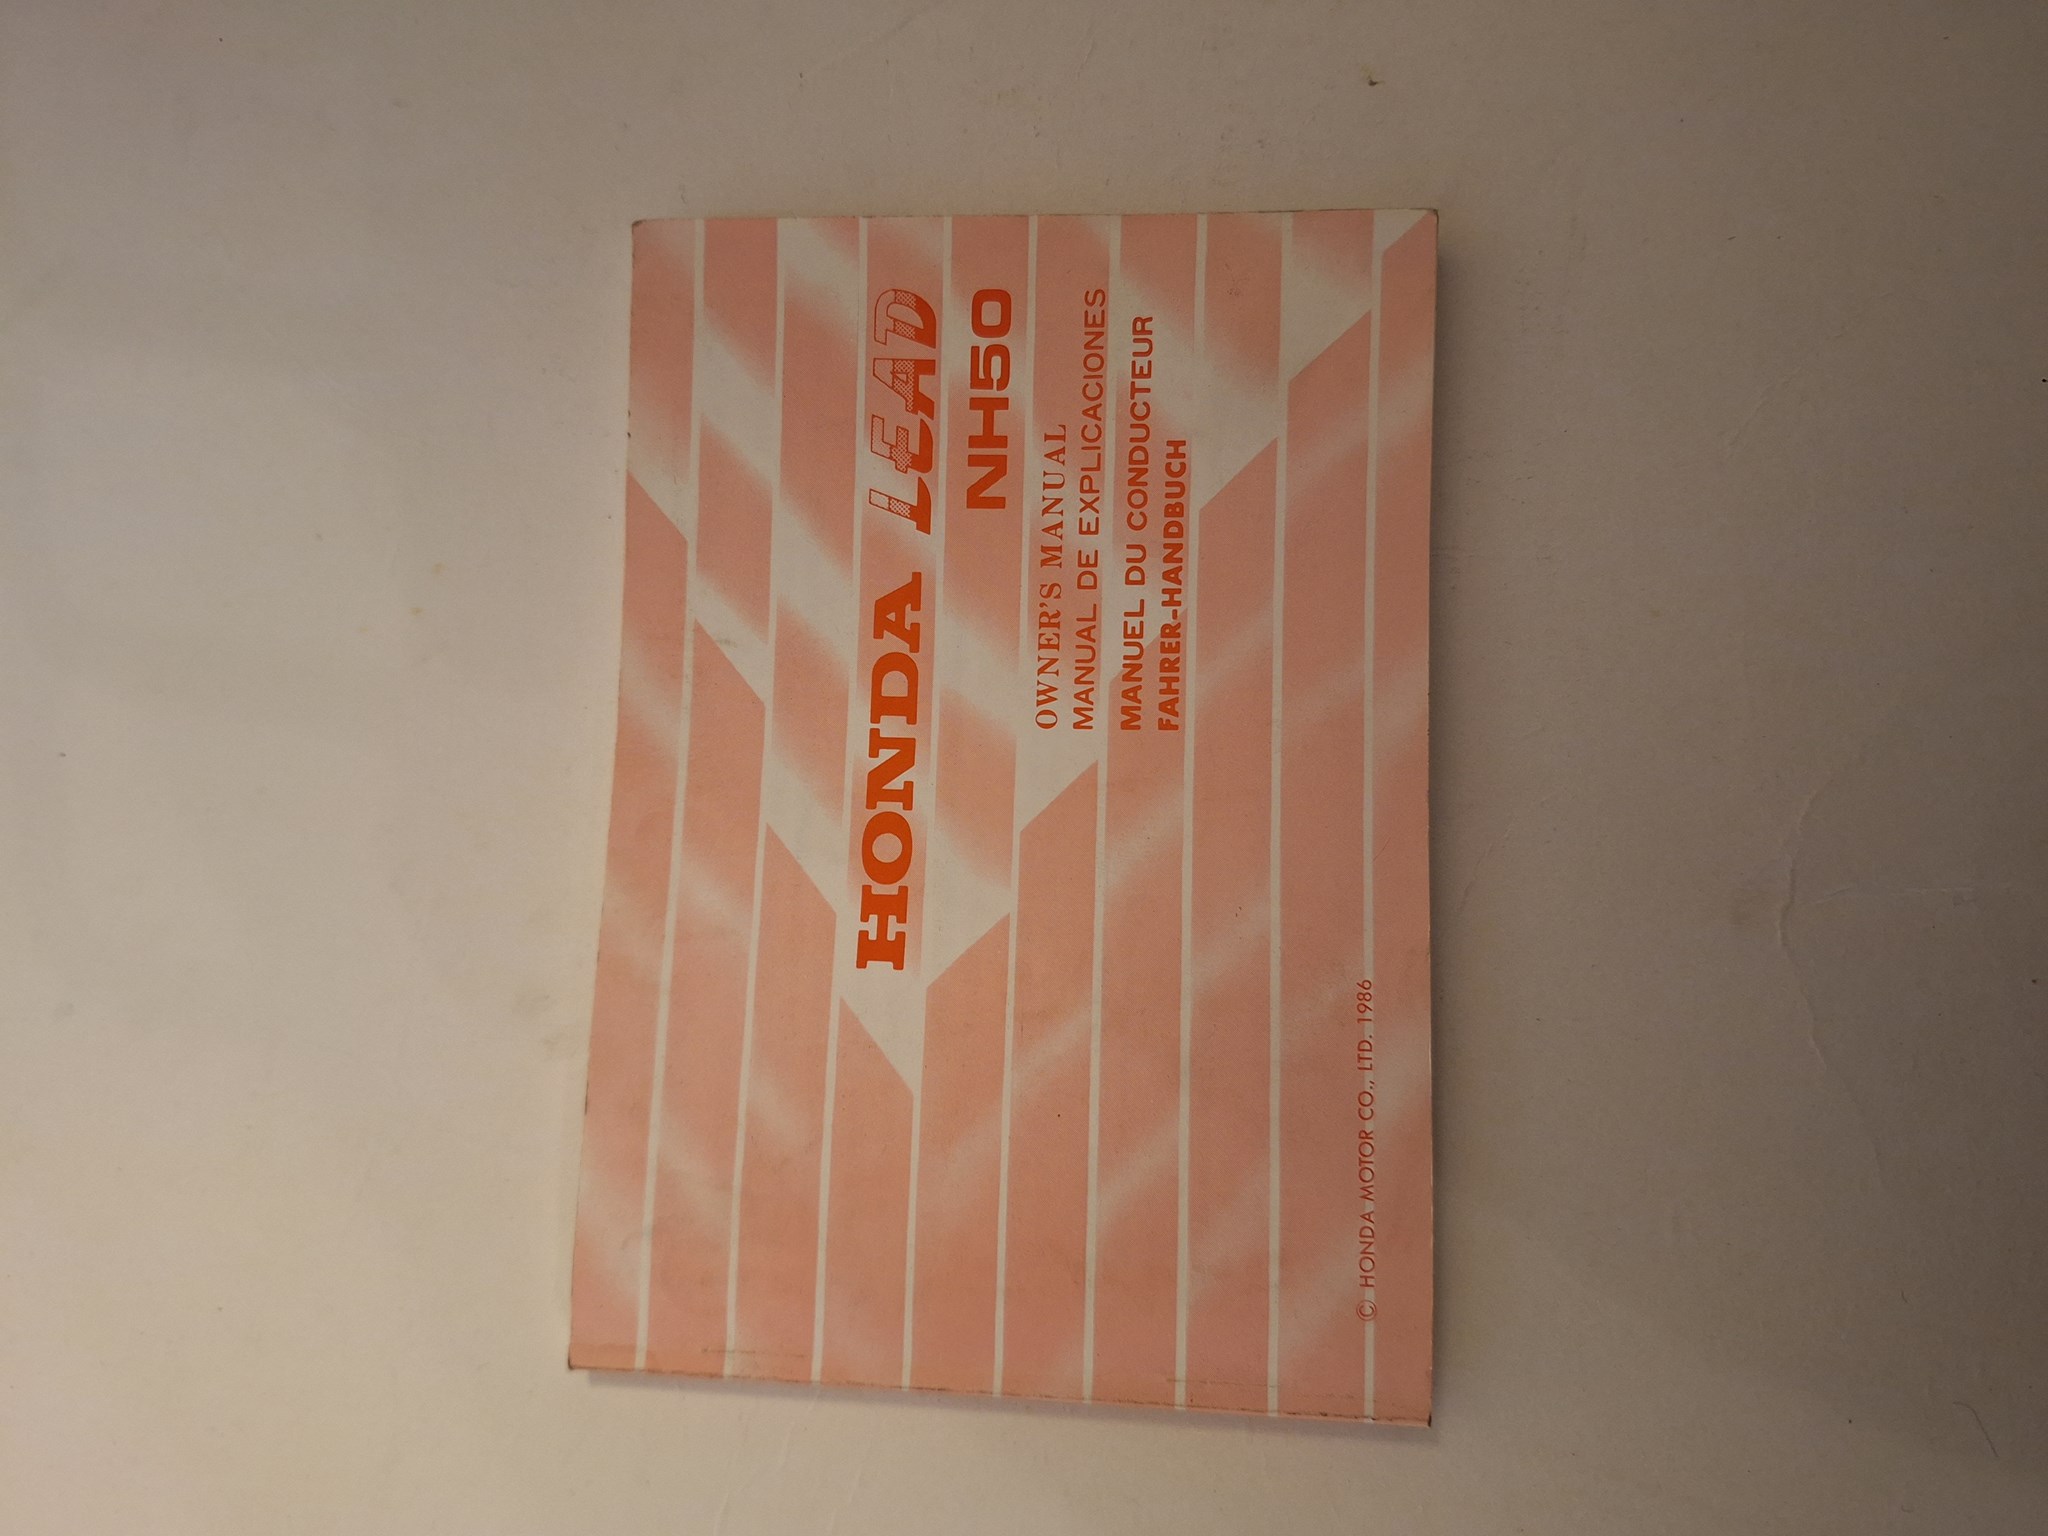 HONDA LEAD
NH50
OWNER'S MANUAL
MANUAL DE EXPLICACIONES
MANUEL DU CONDUCTEUR
FAHRER-HANDBUCH
© HONDA MOTOR CO., LTD. 1986